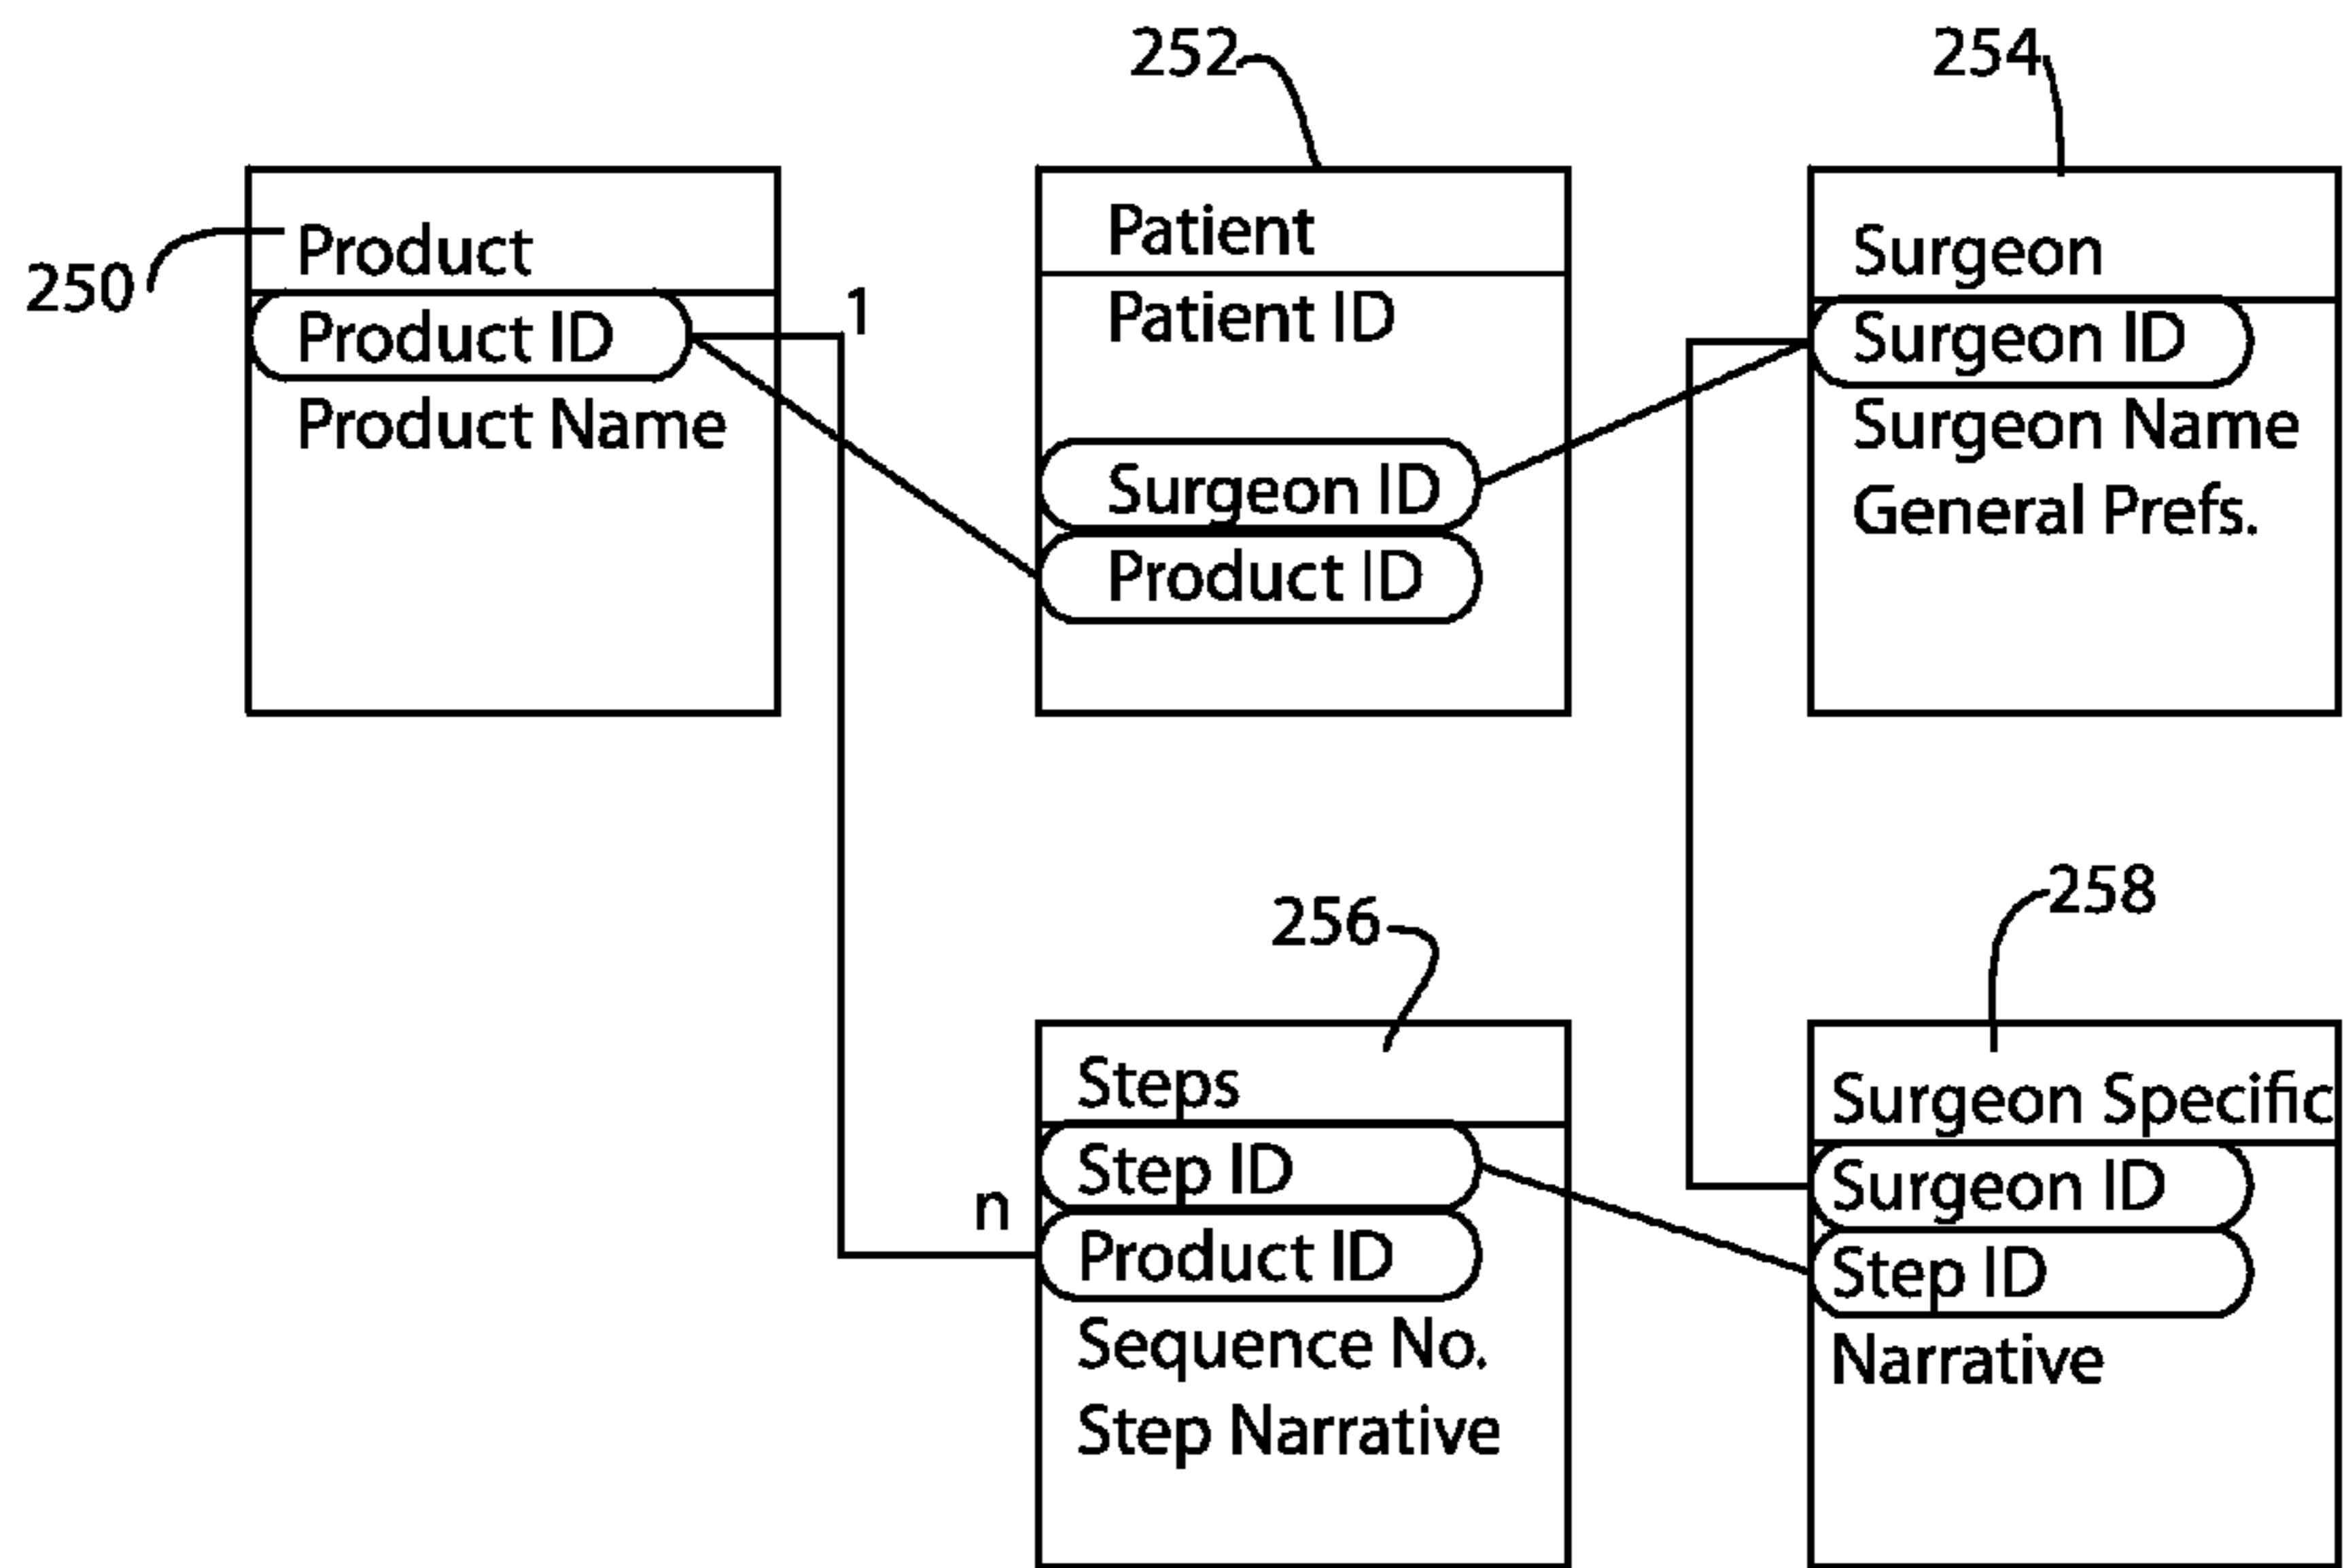 252
254
250
Product
Product ID
Product Name
1
Patient
Patient ID
Surgeon ID
Product ID
Surgeon
Surgeon ID
Surgeon Name
General Prefs.
256
258
n
Steps
Step ID
Product ID
Sequence No.
Step Narrative
Surgeon Specific
Surgeon ID
Step ID
Narrative